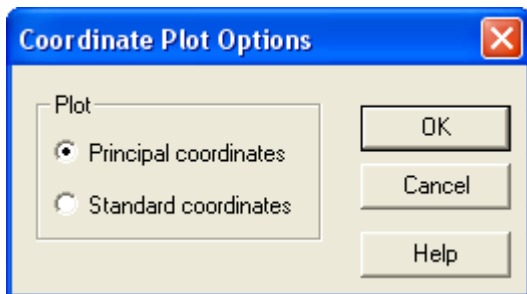 Coordinate Plot Options
Plot
Principal coordinates
Standard coordinates
OK
Cancel
Help